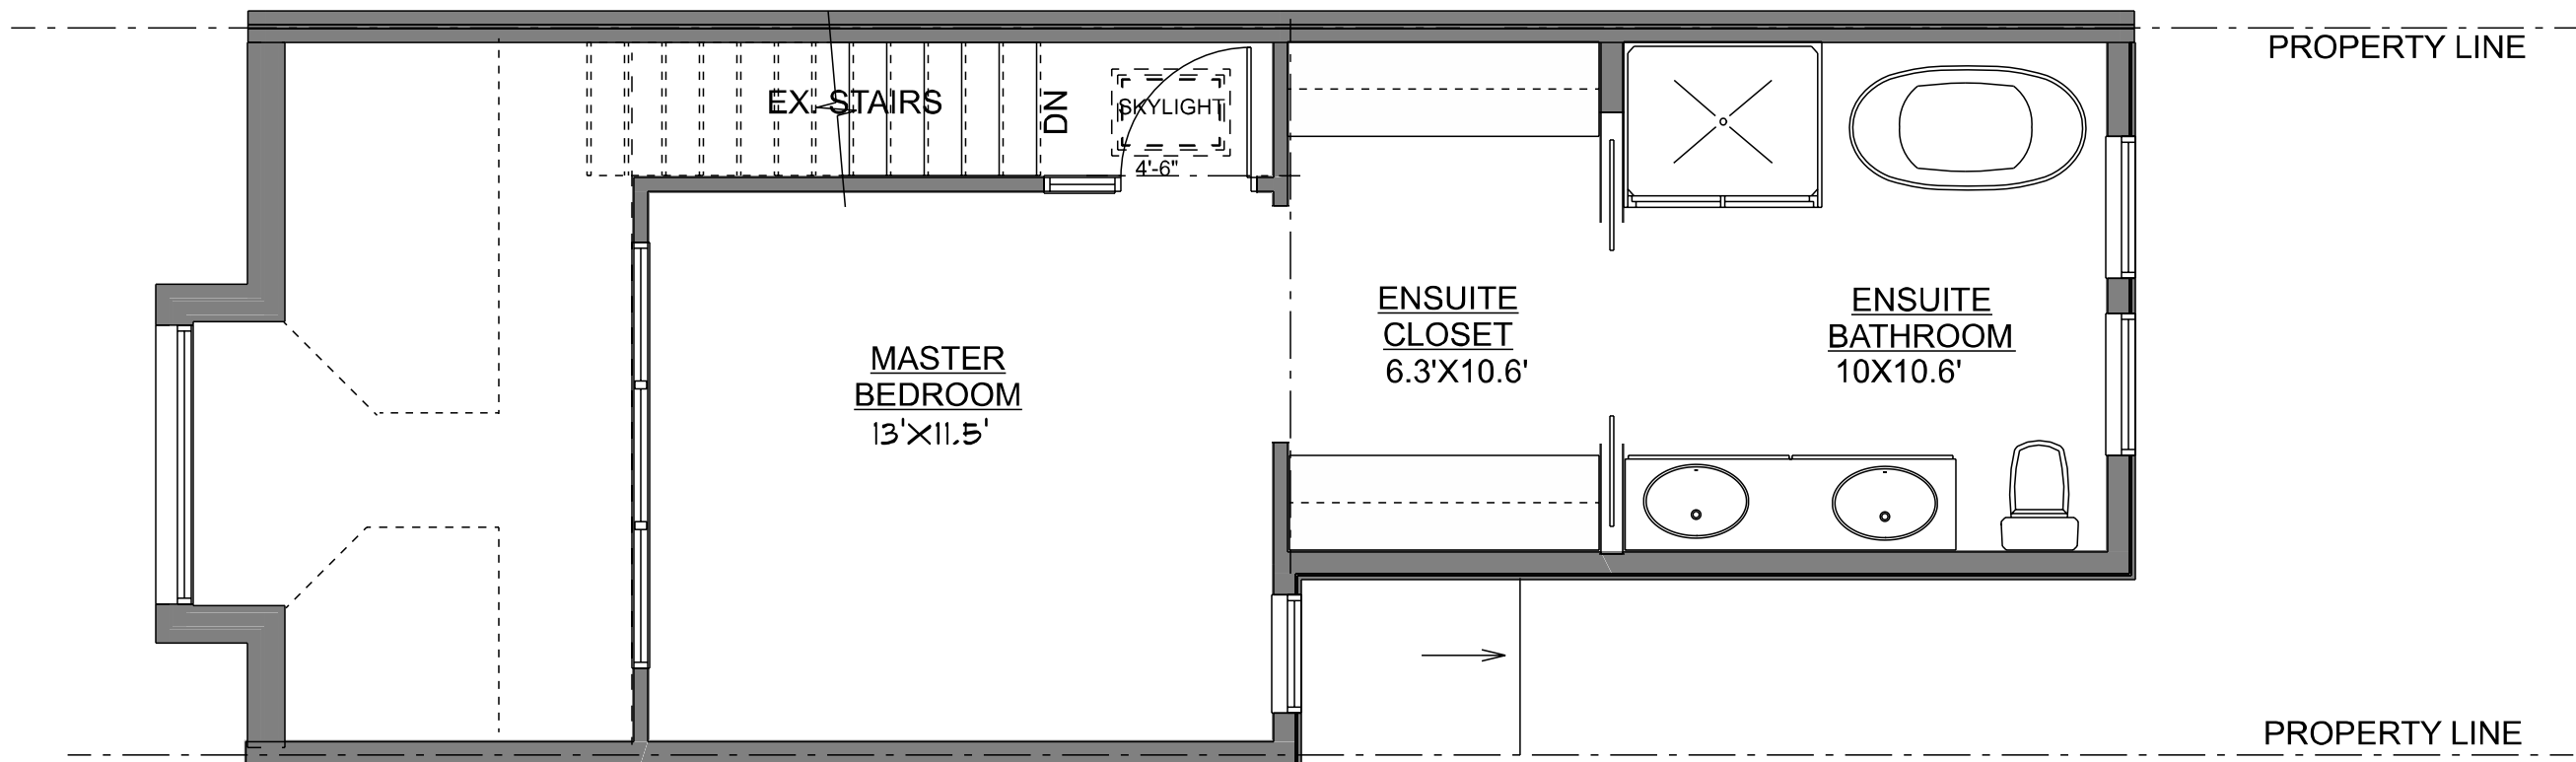 PROPERTY LINE
EX. STAIRS
DN
SKYLIGHT
4'-6"
MASTER
BEDROOM
13'X11.5'
ENSUITE
CLOSET
6.3'X10.6'
ENSUITE
BATHROOM
10X10.6'
PROPERTY LINE